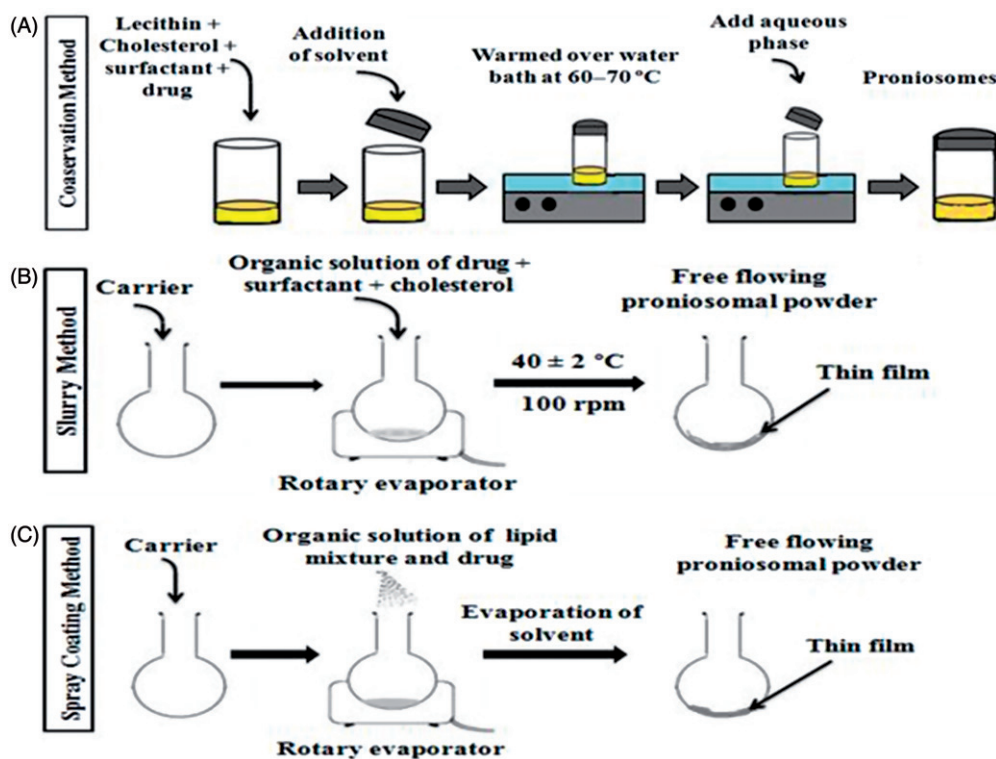 (A)
Coaservation Method
Lecithin +
Cholesterol +
surfactant +
drug
Addition
of solvent
Warmed over water
bath at 60–70 °C
Add aqueous
phase
Proniosomes
(B)
Slurry Method
Carrier
Organic solution of drug +
surfactant + cholesterol
Rotary evaporator
40 ± 2 °C
100 rpm
Free flowing
proniosomal powder
Thin film
(C)
Spray Coating Method
Carrier
Organic solution of lipid
mixture and drug
Rotary evaporator
Evaporation of
solvent
Free flowing
proniosomal powder
Thin film